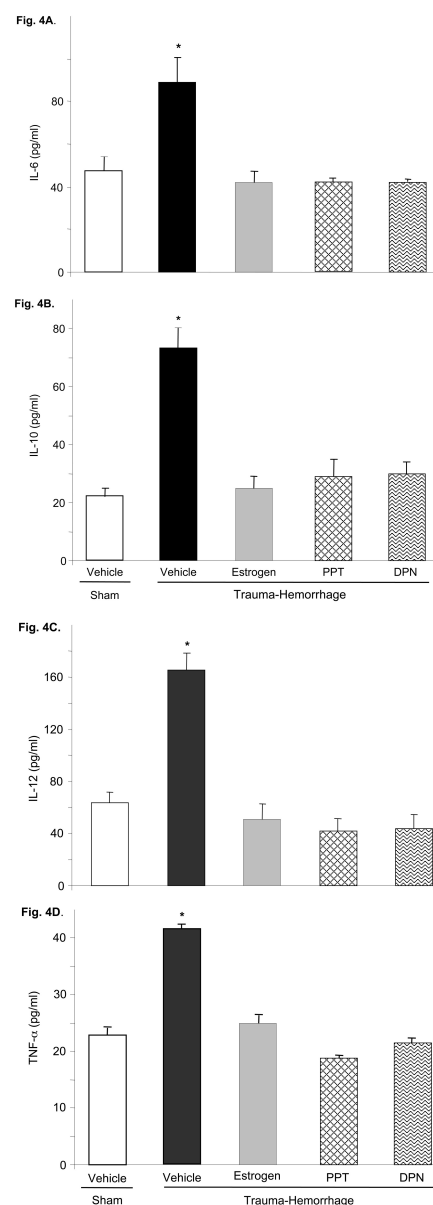 Fig. 4A.
*
80
40
0
IL-6 (pg/ml)
Fig. 4B.
*
80
60
40
20
0
IL-10 (pg/ml)
Vehicle Vehicle Estrogen PPT DPN
Sham Trauma-Hemorrhage
Fig. 4C.
*
160
120
80
40
0
IL-12 (pg/ml)
Fig. 4D.
*
40
30
20
10
0
TNF-α (pg/ml)
Vehicle Vehicle Estrogen PPT DPN
Sham Trauma-Hemorrhage